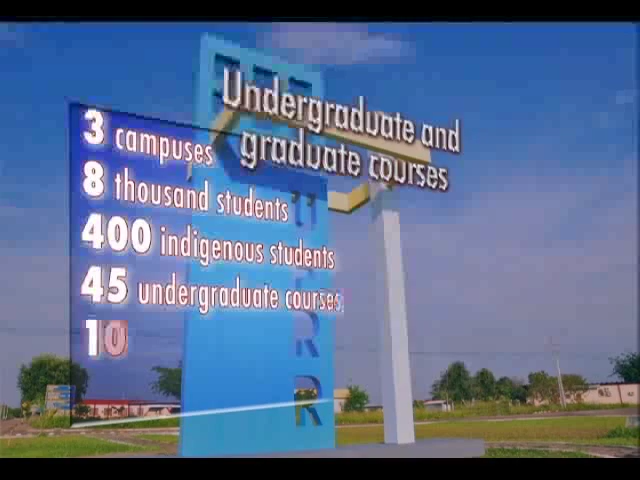 Undergraduate and
graduate courses
3 campuses
8 thousand students
400 indigenous students
45 undergraduate courses
10
U
F
R
R